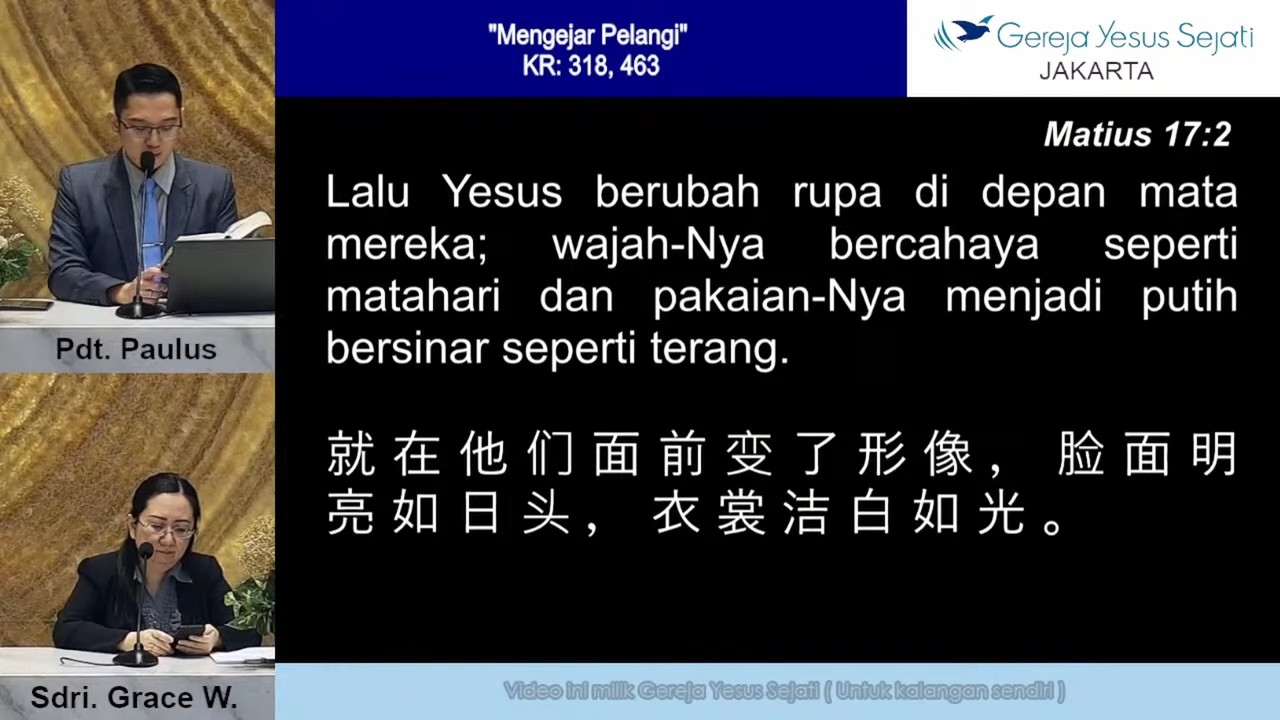 "Mengejar Pelangi"
KR: 318, 463
Gereja Yesus Sejati
JAKARTA
Matius 17:2
Lalu Yesus berubah rupa di depan mata
mereka; wajah-Nya bercahaya seperti
matahari dan pakaian-Nya menjadi putih
bersinar seperti terang.
就在他们面前变了形像，脸面明
亮如日头，衣裳洁白如光。
Pdt. Paulus
Sdri. Grace W.
Video ini milik Gereja Yesus Sejati ( Untuk kalangan sendiri )